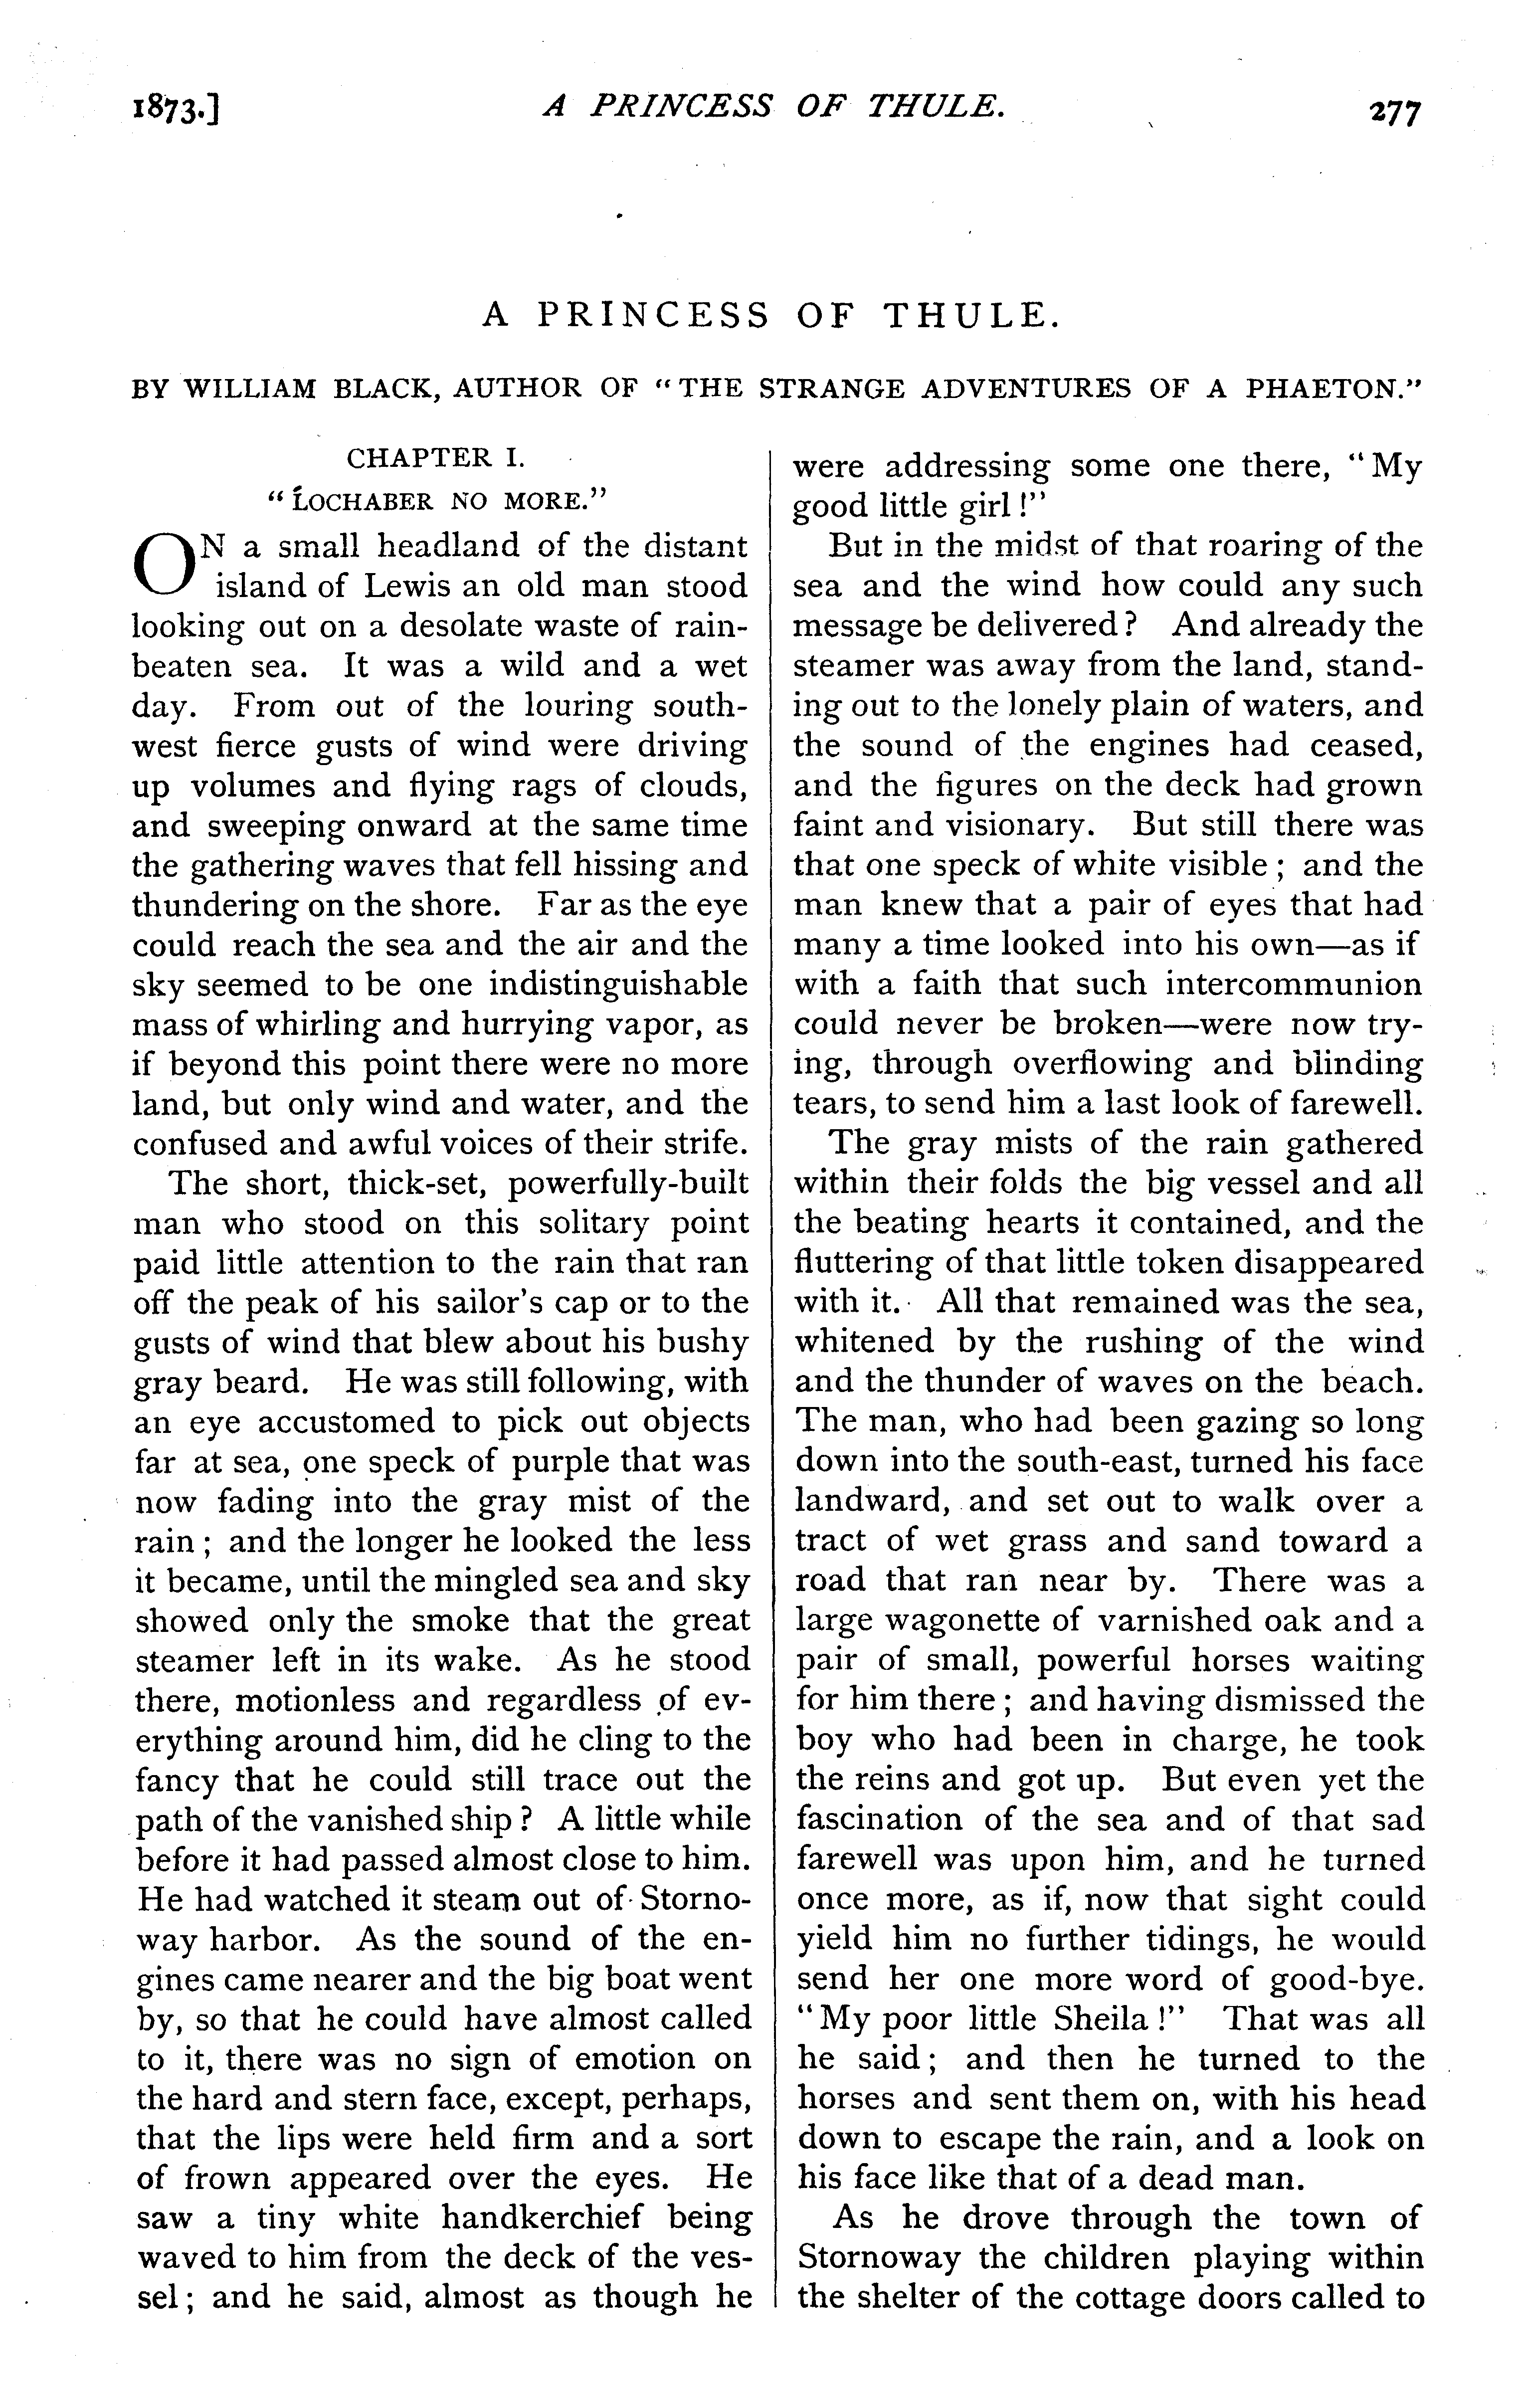 1873.] A PRINCESS OF THULE. 277
A PRINCESS OF THULE.
BY WILLIAM BLACK, AUTHOR OF "THE STRANGE ADVENTURES OF A PHAETON."
CHAPTER I.
"LOCHABER NO MORE."
ON a small headland of the distant
island of Lewis an old man stood
looking out on a desolate waste of rain-
beaten sea. It was a wild and a wet
day. From out of the louring south-
west fierce gusts of wind were driving
up volumes and flying rags of clouds,
and sweeping onward at the same time
the gathering waves that fell hissing and
thundering on the shore. Far as the eye
could reach the sea and the air and the
sky seemed to be one indistinguishable
mass of whirling and hurrying vapor, as
if beyond this point there were no more
land, but only wind and water, and the
confused and awful voices of their strife.
The short, thick-set, powerfully-built
man who stood on this solitary point
paid little attention to the rain that ran
off the peak of his sailor's cap or to the
gusts of wind that blew about his bushy
gray beard. He was still following, with
an eye accustomed to pick out objects
far at sea, one speck of purple that was
now fading into the gray mist of the
rain; and the longer he looked the less
it became, until the mingled sea and sky
showed only the smoke that the great
steamer left in its wake. As he stood
there, motionless and regardless of ev-
erything around him, did he cling to the
fancy that he could still trace out the
path of the vanished ship? A little while
before it had passed almost close to him.
He had watched it steam out of Storno-
way harbor. As the sound of the en-
gines came nearer and the big boat went
by, so that he could have almost called
to it, there was no sign of emotion on
the hard and stern face, except, perhaps,
that the lips were held firm and a sort
of frown appeared over the eyes. He
saw a tiny white handkerchief being
waved to him from the deck of the ves-
sel; and he said, almost as though he
were addressing some one there, "My
good little girl!"
But in the midst of that roaring of the
sea and the wind how could any such
message be delivered? And already the
steamer was away from the land, stand-
ing out to the lonely plain of waters, and
the sound of the engines had ceased,
and the figures on the deck had grown
faint and visionary. But still there was
that one speck of white visible; and the
man knew that a pair of eyes that had
many a time looked into his own—as if
with a faith that such intercommunion
could never be broken—were now try-
ing, through overflowing and blinding
tears, to send him a last look of farewell.
The gray mists of the rain gathered
within their folds the big vessel and all
the beating hearts it contained, and the
fluttering of that little token disappeared
with it. All that remained was the sea,
whitened by the rushing of the wind
and the thunder of waves on the beach.
The man, who had been gazing so long
down into the south-east, turned his face
landward, and set out to walk over a
tract of wet grass and sand toward a
road that ran near by. There was a
large wagonette of varnished oak and a
pair of small, powerful horses waiting
for him there; and having dismissed the
boy who had been in charge, he took
the reins and got up. But even yet the
fascination of the sea and of that sad
farewell was upon him, and he turned
once more, as if, now that sight could
yield him no further tidings, he would
send her one more word of good-bye.
"My poor little Sheila!" That was all
he said; and then he turned to the
horses and sent them on, with his head
down to escape the rain, and a look on
his face like that of a dead man.
As he drove through the town of
Stornoway the children playing within
the shelter of the cottage doors called to